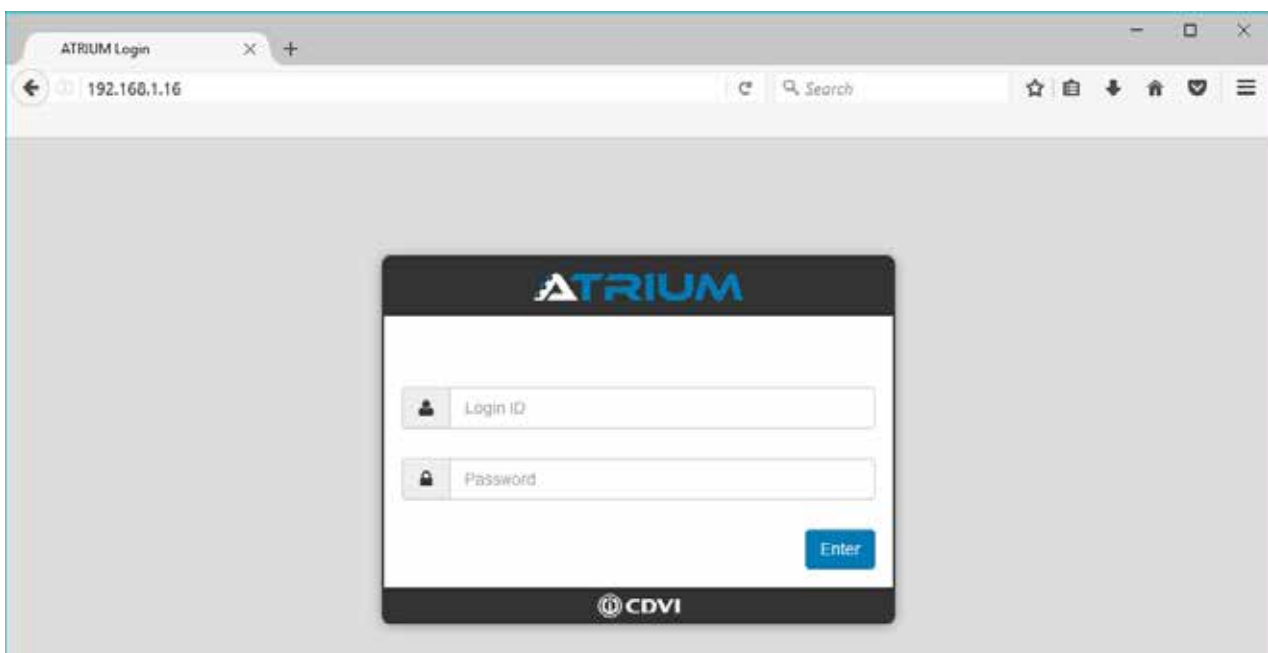 ATRIUM Login
192.168.1.16
Search
ATRIUM
Login ID
Password
Enter
CDVI